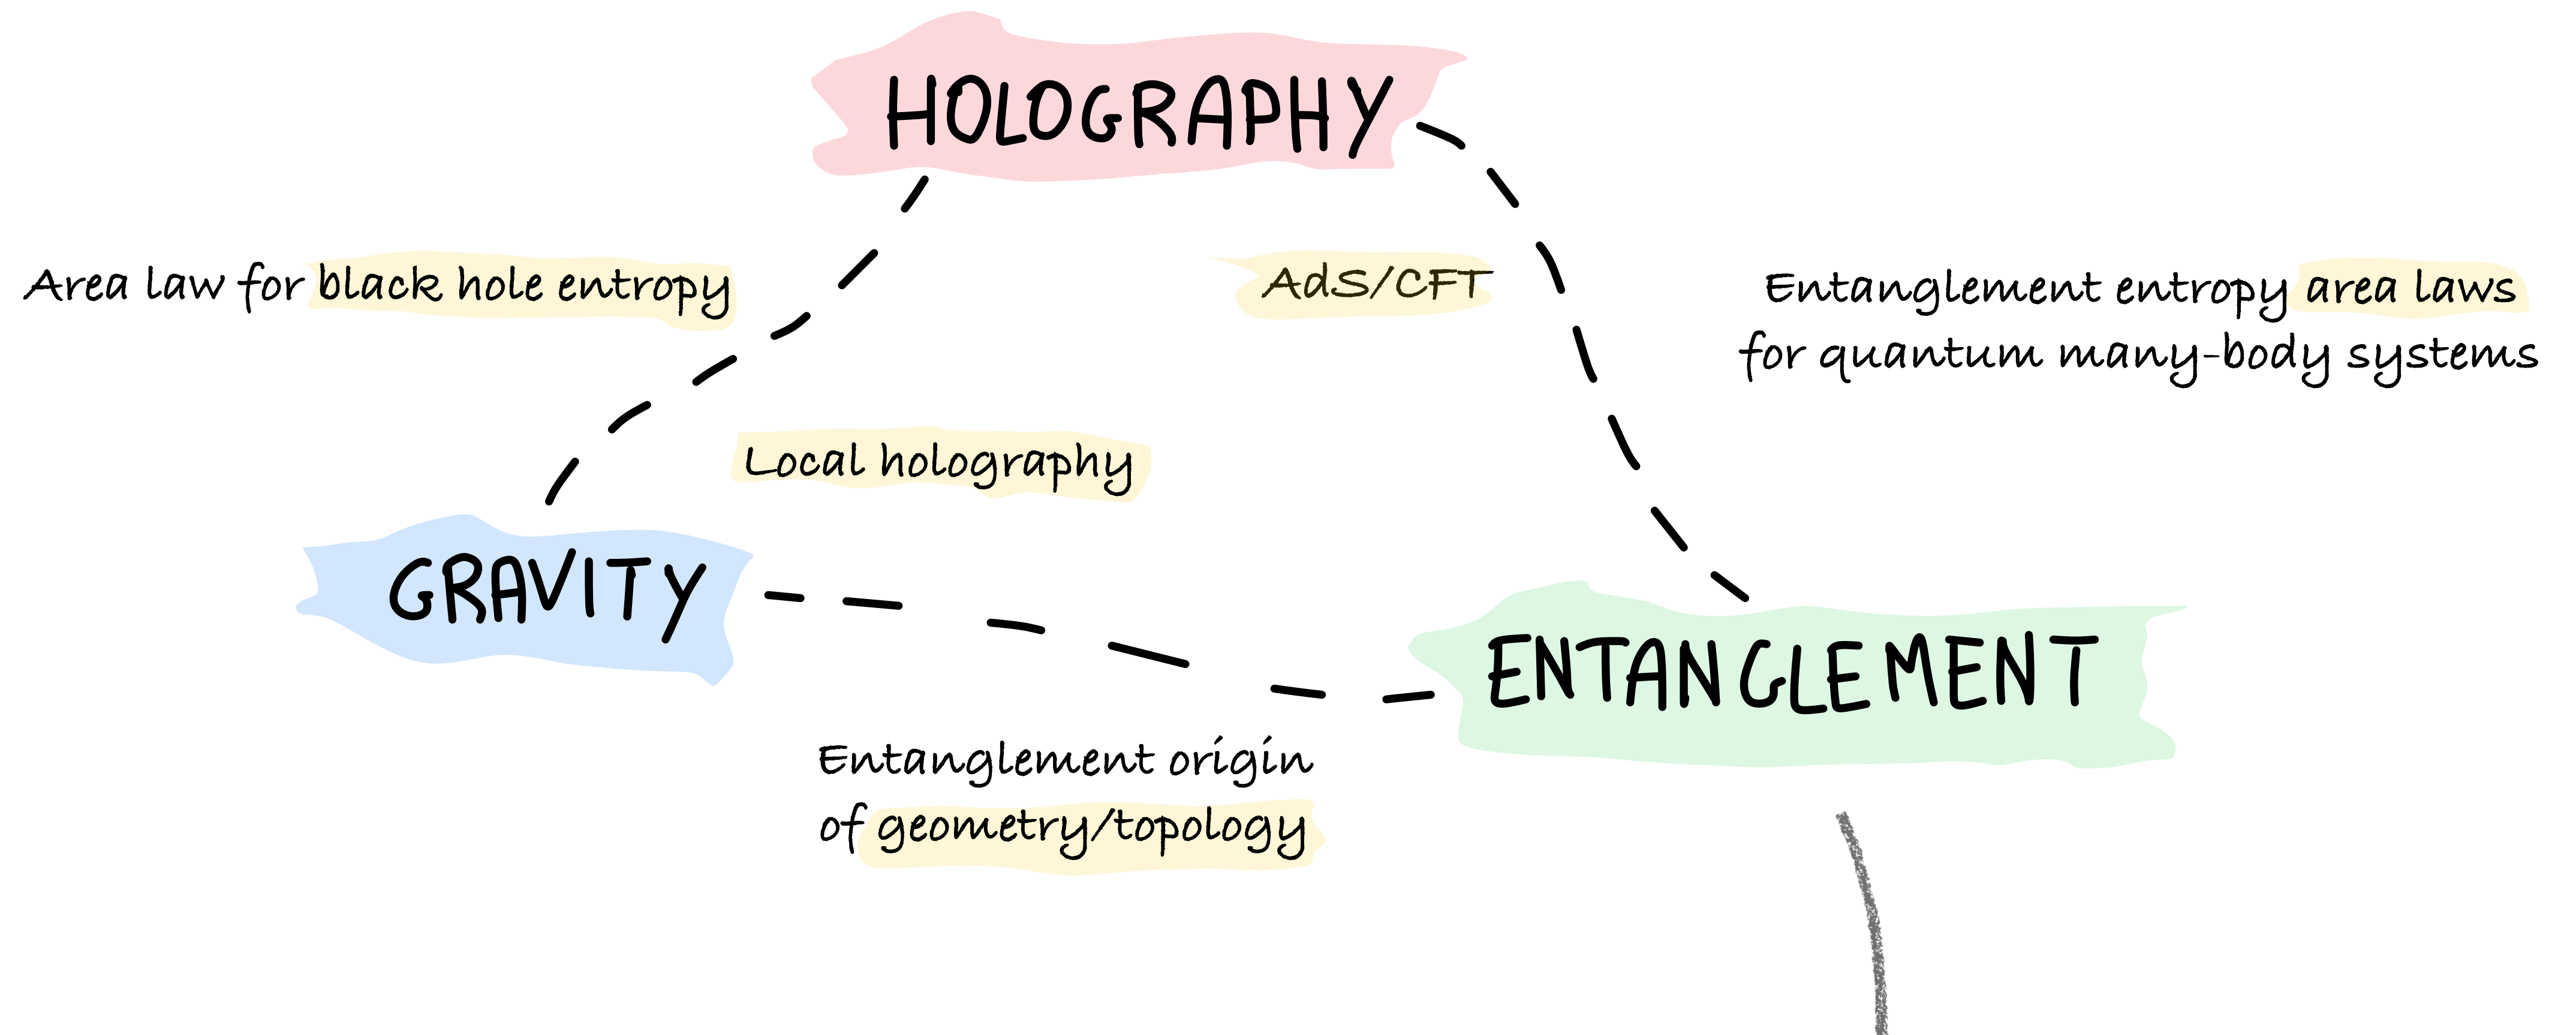 HOLOGRAPHY
Area law for black hole entropy
AdS/CFT
Entanglement entropy area laws
for quantum many-body systems
Local holography
GRAVITY
ENTANGLEMENT
Entanglement origin
of geometry/topology